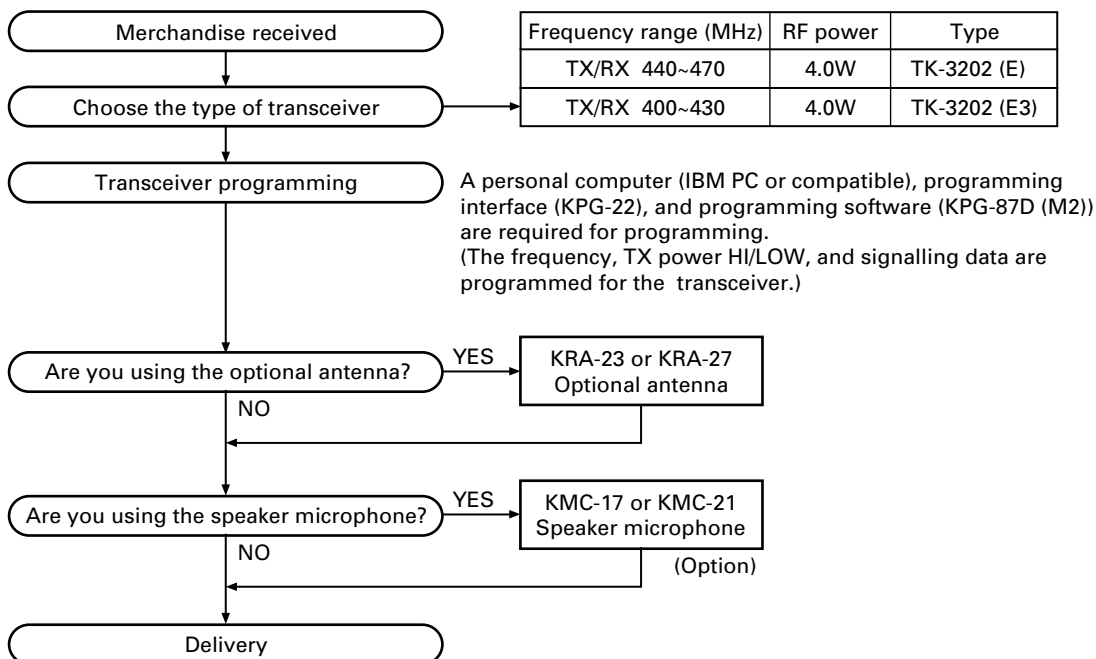 Merchandise received
Frequency range (MHz) RF power Type
TX/RX 440~470 4.0W TK-3202 (E)
Choose the type of transceiver
TX/RX 400~430 4.0W TK-3202 (E3)
Transceiver programming
A personal computer (IBM PC or compatible), programming
interface (KPG-22), and programming software (KPG-87D (M2))
are required for programming.
(The frequency, TX power HI/LOW, and signalling data are
programmed for the transceiver.)
Are you using the optional antenna?
YES
KRA-23 or KRA-27
Optional antenna
NO
Are you using the speaker microphone?
YES
KMC-17 or KMC-21
Speaker microphone
(Option)
NO
Delivery